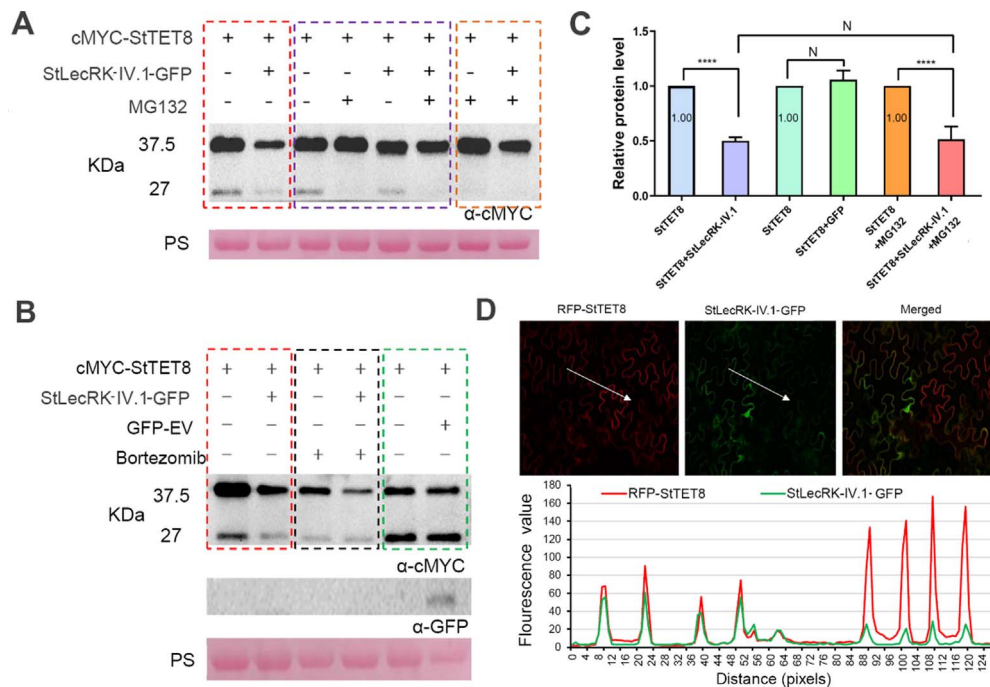 A
cMYC-StTET8 + + + + + + + +
StLecRK-IV.1-GFP - + - - + + - +
MG132 - - - + - + + +
37.5
KDa
27
α-cMYC
PS
B
cMYC-StTET8 + + + + + +
StLecRK-IV.1-GFP - + - + - -
GFP-EV - - - - - +
Bortezomib - - + + - -
37.5
KDa
27
α-cMYC
α-GFP
PS
C
Relative protein level
1.5
1.0
0.5
0.0
N
****
N
****
1.00
1.00
1.00
StTET8
StTET8+StLecRK-IV.1
StTET8
StTET8+GFP
StTET8
+MG132
StTET8+StLecRK-IV.1
+MG132
D
RFP-StTET8
StLecRK-IV.1-GFP
Merged
Flourescence value
180
160
140
120
100
80
60
40
20
0
RFP-StTET8
StLecRK-IV.1- GFP
0 4 8 12 16 20 24 28 32 36 40 44 48 52 56 60 64 68 72 76 80 84 88 92 96 100 104 108 112 116 120 124
Distance (pixels)